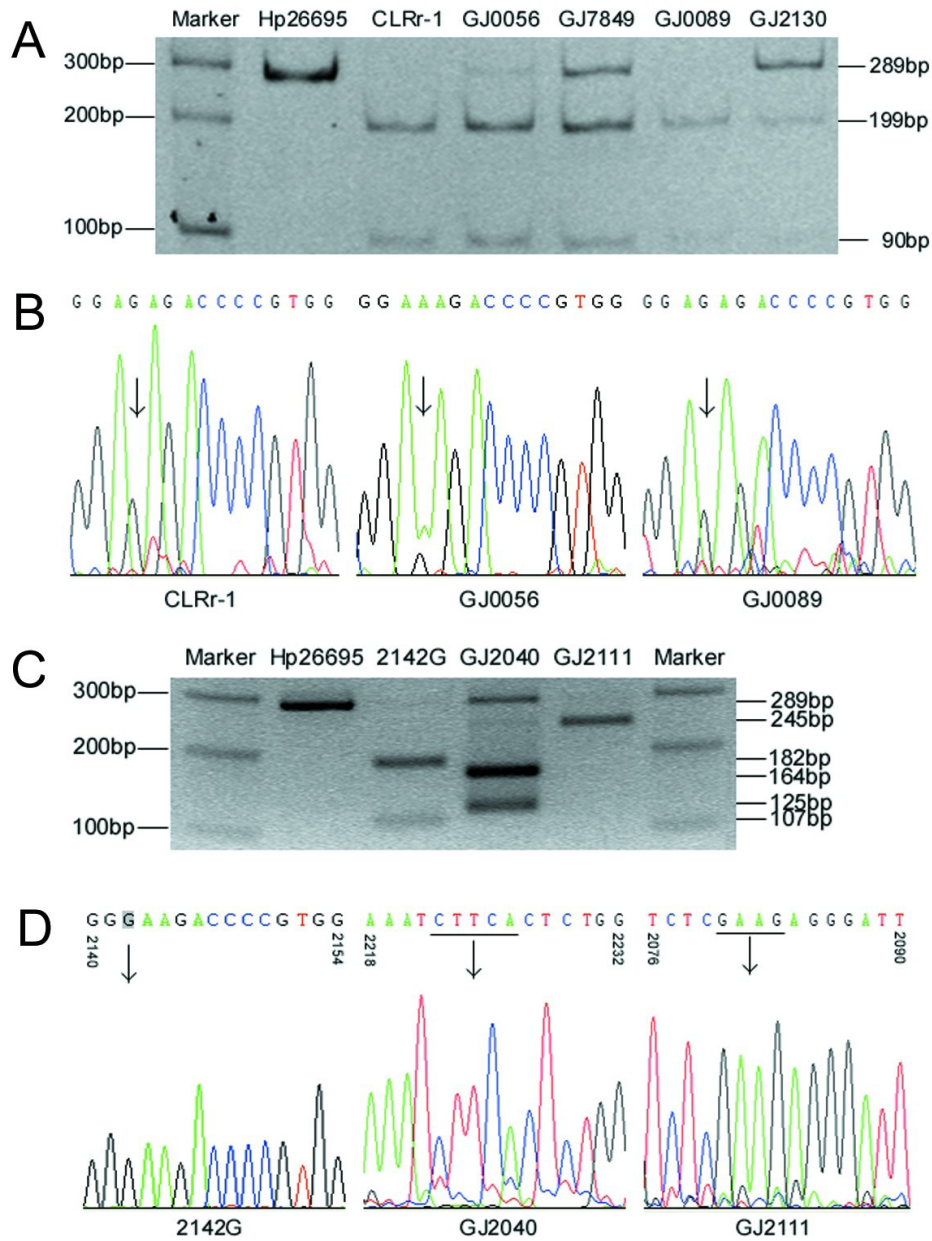 A
Marker Hp26695 CLRr-1 GJ0056 GJ7849 GJ0089 GJ2130
300bp 289bp
200bp 199bp
100bp 90bp
B
G G A G A G A C C C C G T G G G G A A A G A C C C C G T G G G G A G A G A C C C C G T G G
CLRr-1 GJ0056 GJ0089
C
Marker Hp26695 2142G GJ2040 GJ2111 Marker
300bp 289bp
245bp
200bp 182bp
164bp
125bp
100bp 107bp
D
G G G A A G A C C C C G T G G A A A T C T T C A C T C T G G T C T C G A A G A G G G A T T
2140 2154 2218 2232 2076 2090
2142G GJ2040 GJ2111